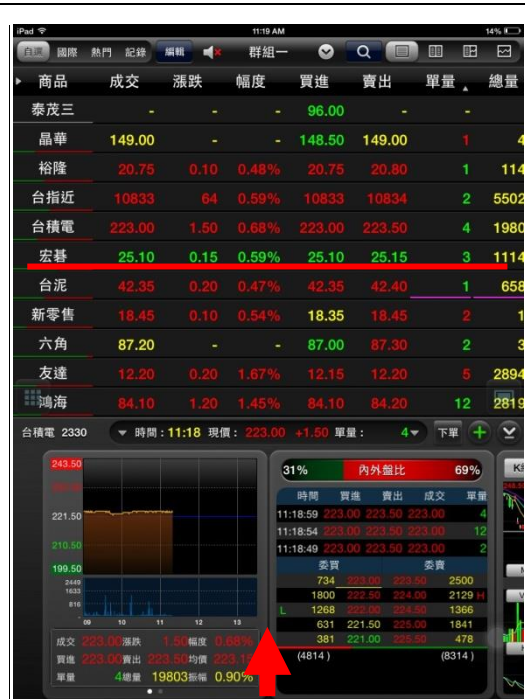 iPad 11:19 AM 14%
自選 國際 熱門 記錄 編輯 群組一
商品 成交 漲跌 幅度 買進 賣出 單量 總量
泰茂三 - - - 96.00 - -
晶華 149.00 - - 148.50 149.00 1 4
裕隆 20.75 0.10 0.48% 20.75 20.80 1 114
台指近 10833 64 0.59% 10833 10834 2 5502
台積電 223.00 1.50 0.68% 223.00 223.50 4 1980
宏碁 25.10 0.15 0.59% 25.10 25.15 3 1114
台泥 42.35 0.20 0.47% 42.35 42.40 1 658
新零售 18.45 0.10 0.54% 18.35 18.45 2 1
六角 87.20 - - 87.00 87.30 2 3
友達 12.20 0.20 1.67% 12.15 12.20 5 2894
鴻海 84.10 1.20 1.45% 84.10 84.20 12 2819
台積電 2330 時間:11:18 現價: 223.00 +1.50 單量: 4 下單
243.50
221.50
210.50
199.50
2449
1633
816
09 10 11 12 13
成交 223.00 漲跌 1.50 幅度 0.68%
買進 223.00 賣出 223.50 均價 223.15
單量 4 總量 19803 振幅 0.90%
31% 內外盤比 69%
時間 買進 賣出 成交 單量
11:18:59 223.00 223.50 223.00 4
11:18:54 223.00 223.50 223.00 12
11:18:49 223.00 223.50 223.00 2
委買 委賣
734 223.00 223.50 2500
1800 222.50 224.00 2129 H
L 1268 222.00 224.50 1366
631 221.50 225.00 1841
381 221.00 225.50 478
(4814) (8314)